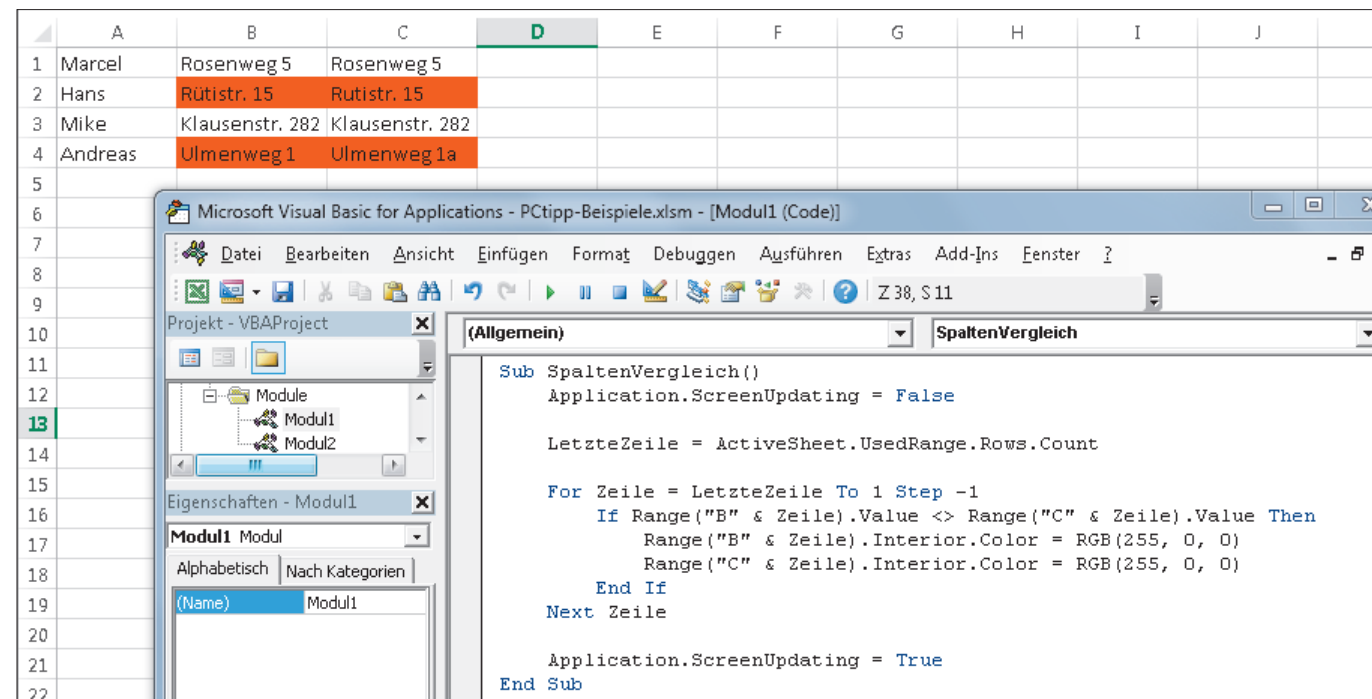 A B C D E F G H I J
1 Marcel Rosenweg 5 Rosenweg 5
2 Hans Rütistr. 15 Rutistr. 15
3 Mike Klausenstr. 282 Klausenstr. 282
4 Andreas Ulmenweg 1 Ulmenweg 1a
5
6
7
8
9
10
11
12
13
14
15
16
17
18
19
20
21
22
Microsoft Visual Basic for Applications - PCtipp-Beispiele.xlsm - [Modul1 (Code)]
Datei Bearbeiten Ansicht Einfügen Format Debuggen Ausführen Extras Add-Ins Fenster ?
Z 38, S 11
Projekt - VBAProject
Module
Modul1
Modul2
Eigenschaften - Modul1
Modul1 Modul
Alphabetisch Nach Kategorien
(Name) Modul1
(Allgemein) SpaltenVergleich
Sub SpaltenVergleich()
Application.ScreenUpdating = False
LetzteZeile = ActiveSheet.UsedRange.Rows.Count
For Zeile = LetzteZeile To 1 Step -1
If Range("B" & Zeile).Value <> Range("C" & Zeile).Value Then
Range("B" & Zeile).Interior.Color = RGB(255, 0, 0)
Range("C" & Zeile).Interior.Color = RGB(255, 0, 0)
End If
Next Zeile
Application.ScreenUpdating = True
End Sub